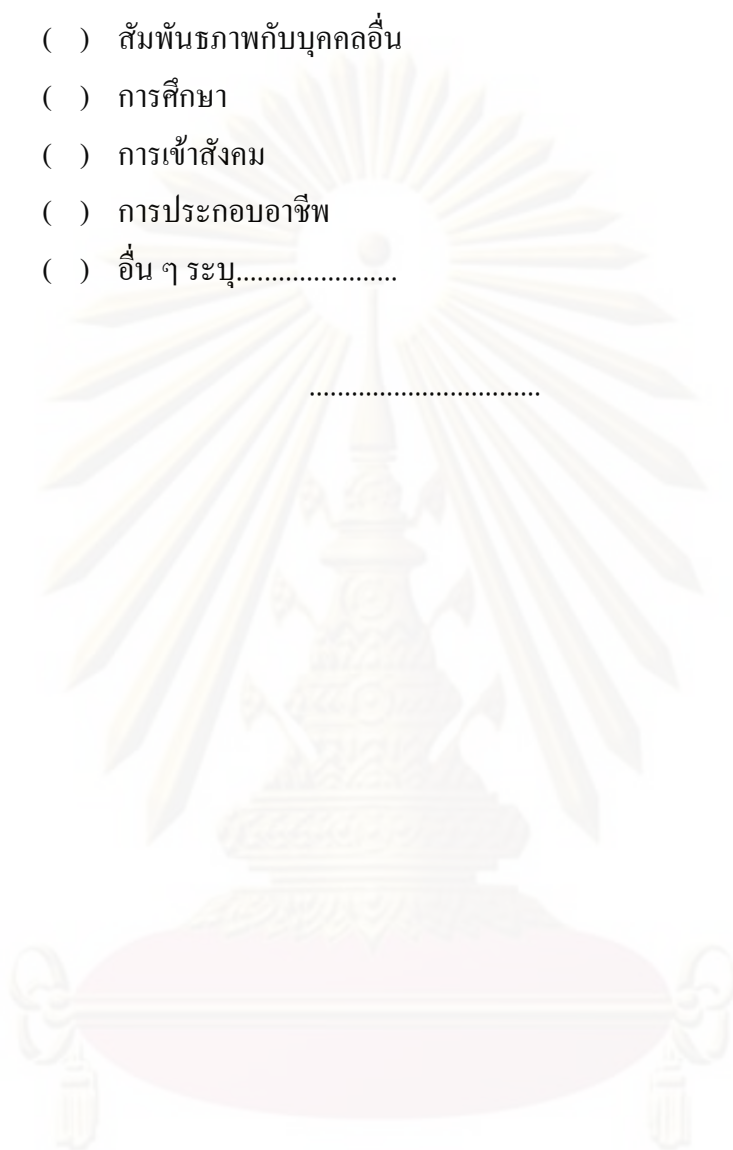 (   ) สัมพันธภาพกับบุคคลอื่น
(   ) การศึกษา
(   ) การเข้าสังคม
(   ) การประกอบอาชีพ
(   ) อื่น ๆ ระบุ.......................
.................................